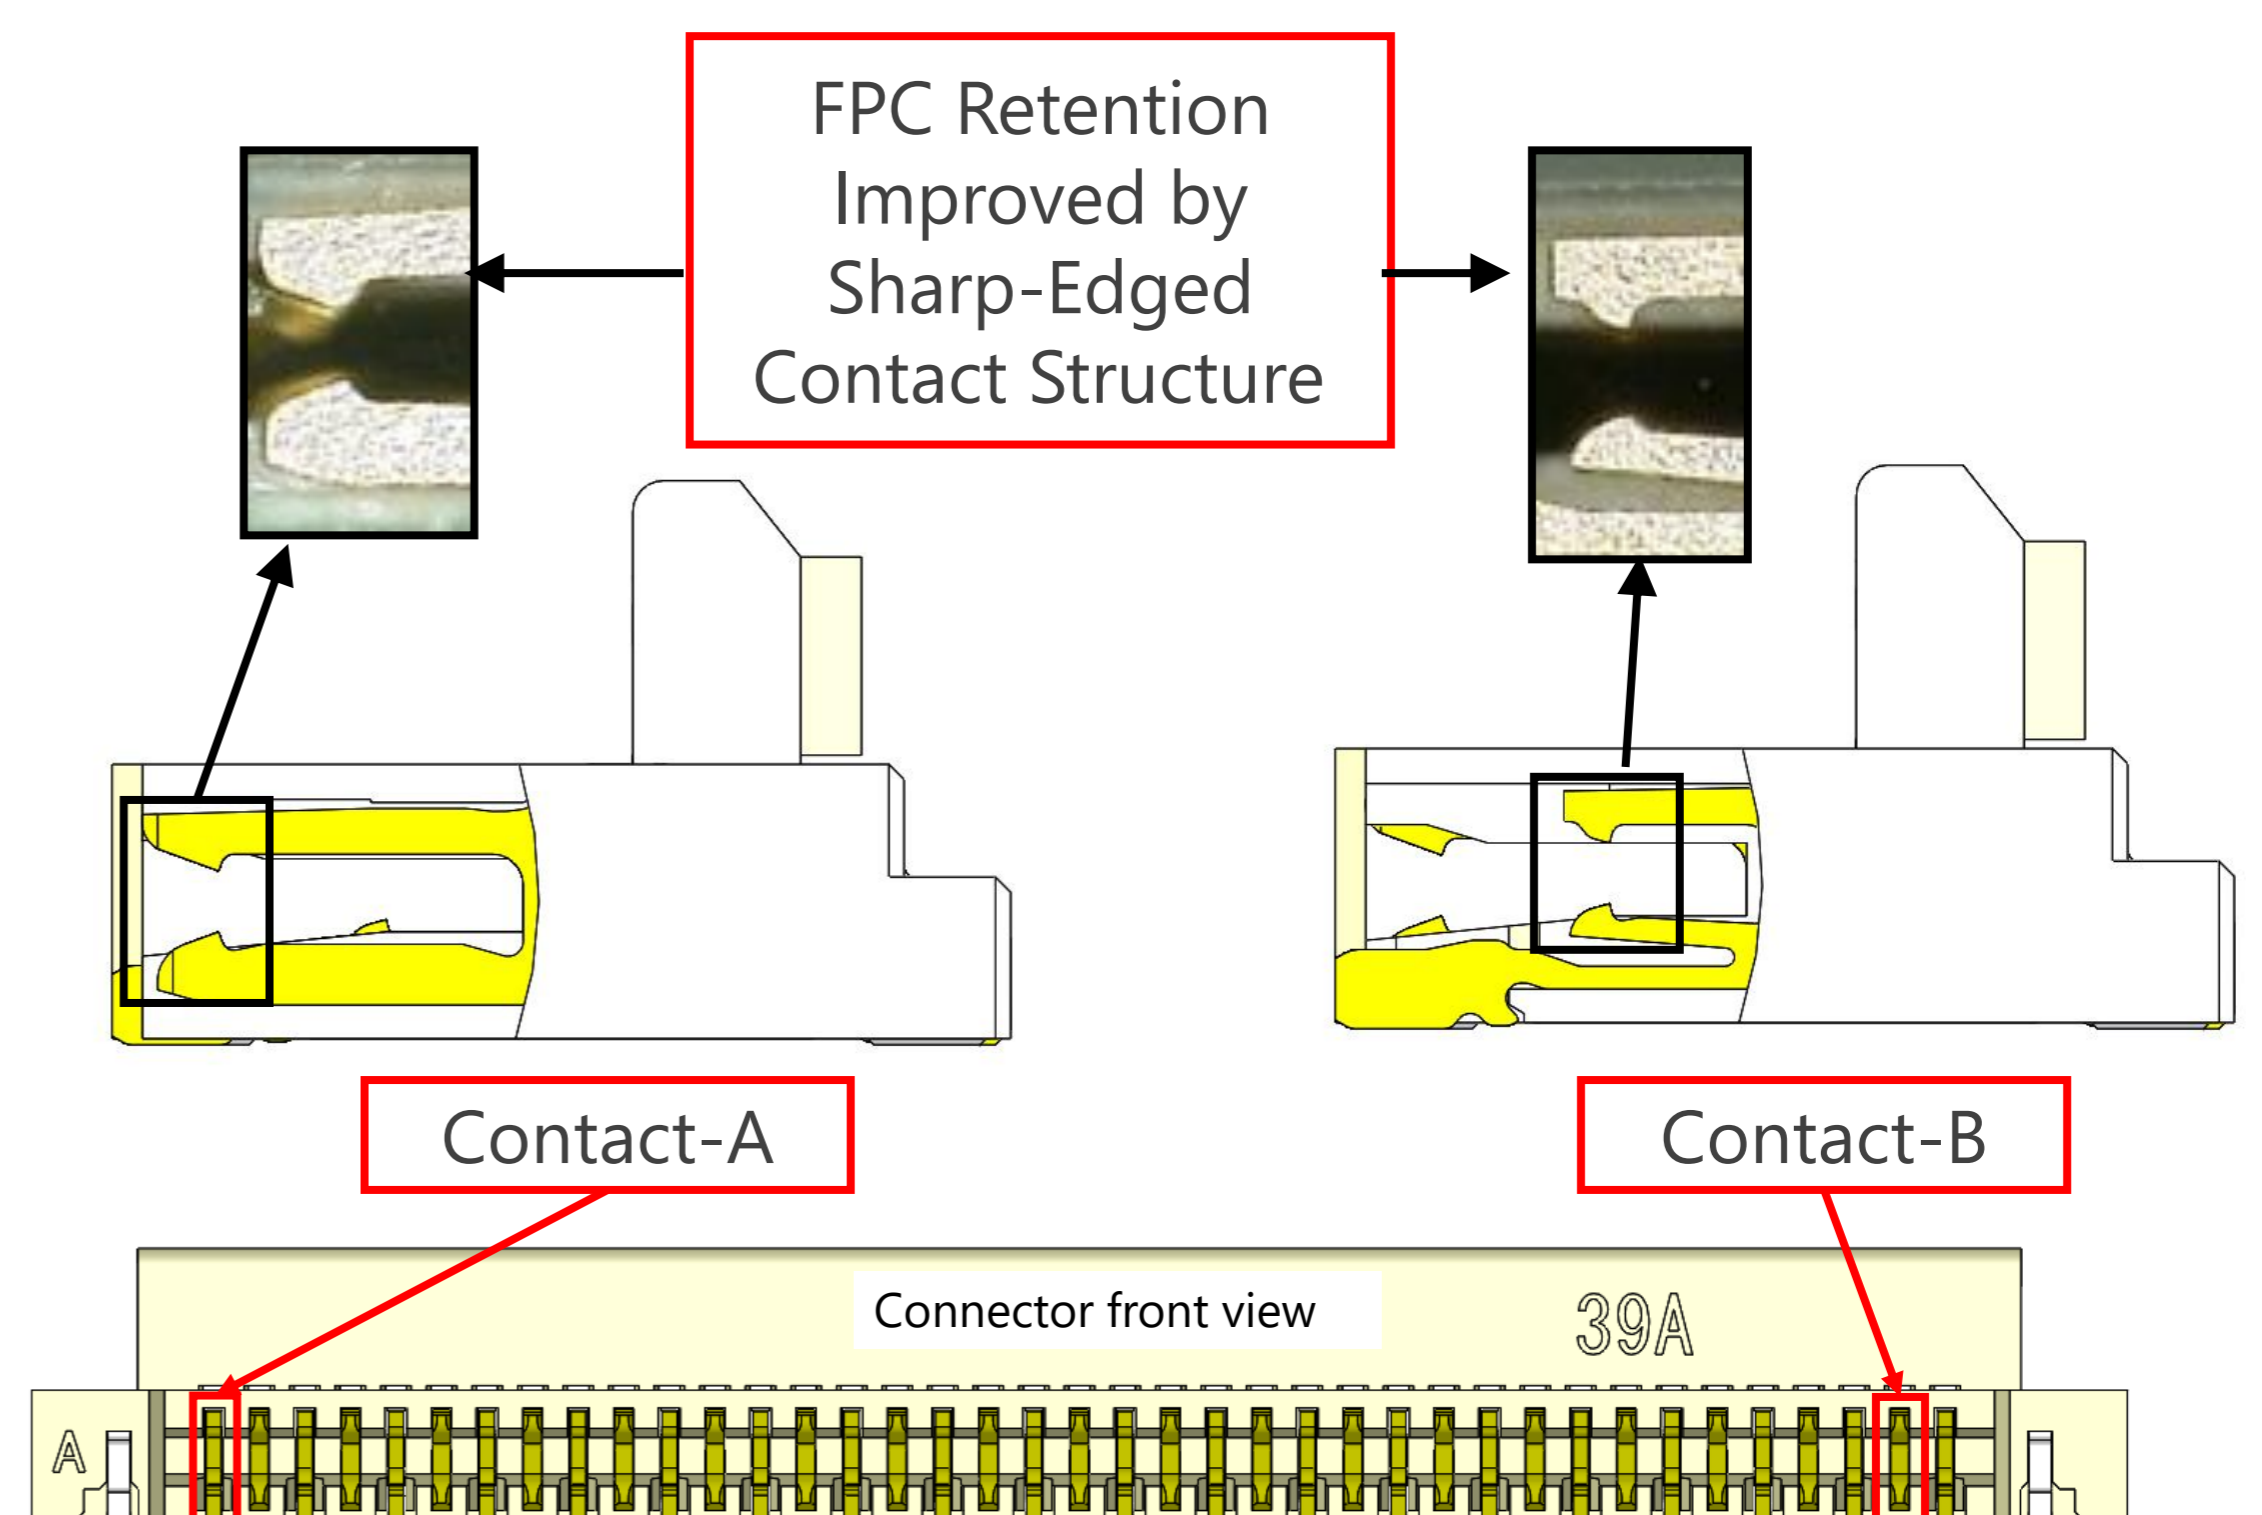 FPC Retention
Improved by
Sharp-Edged
Contact Structure
Contact-A
Contact-B
Connector front view
39A
A